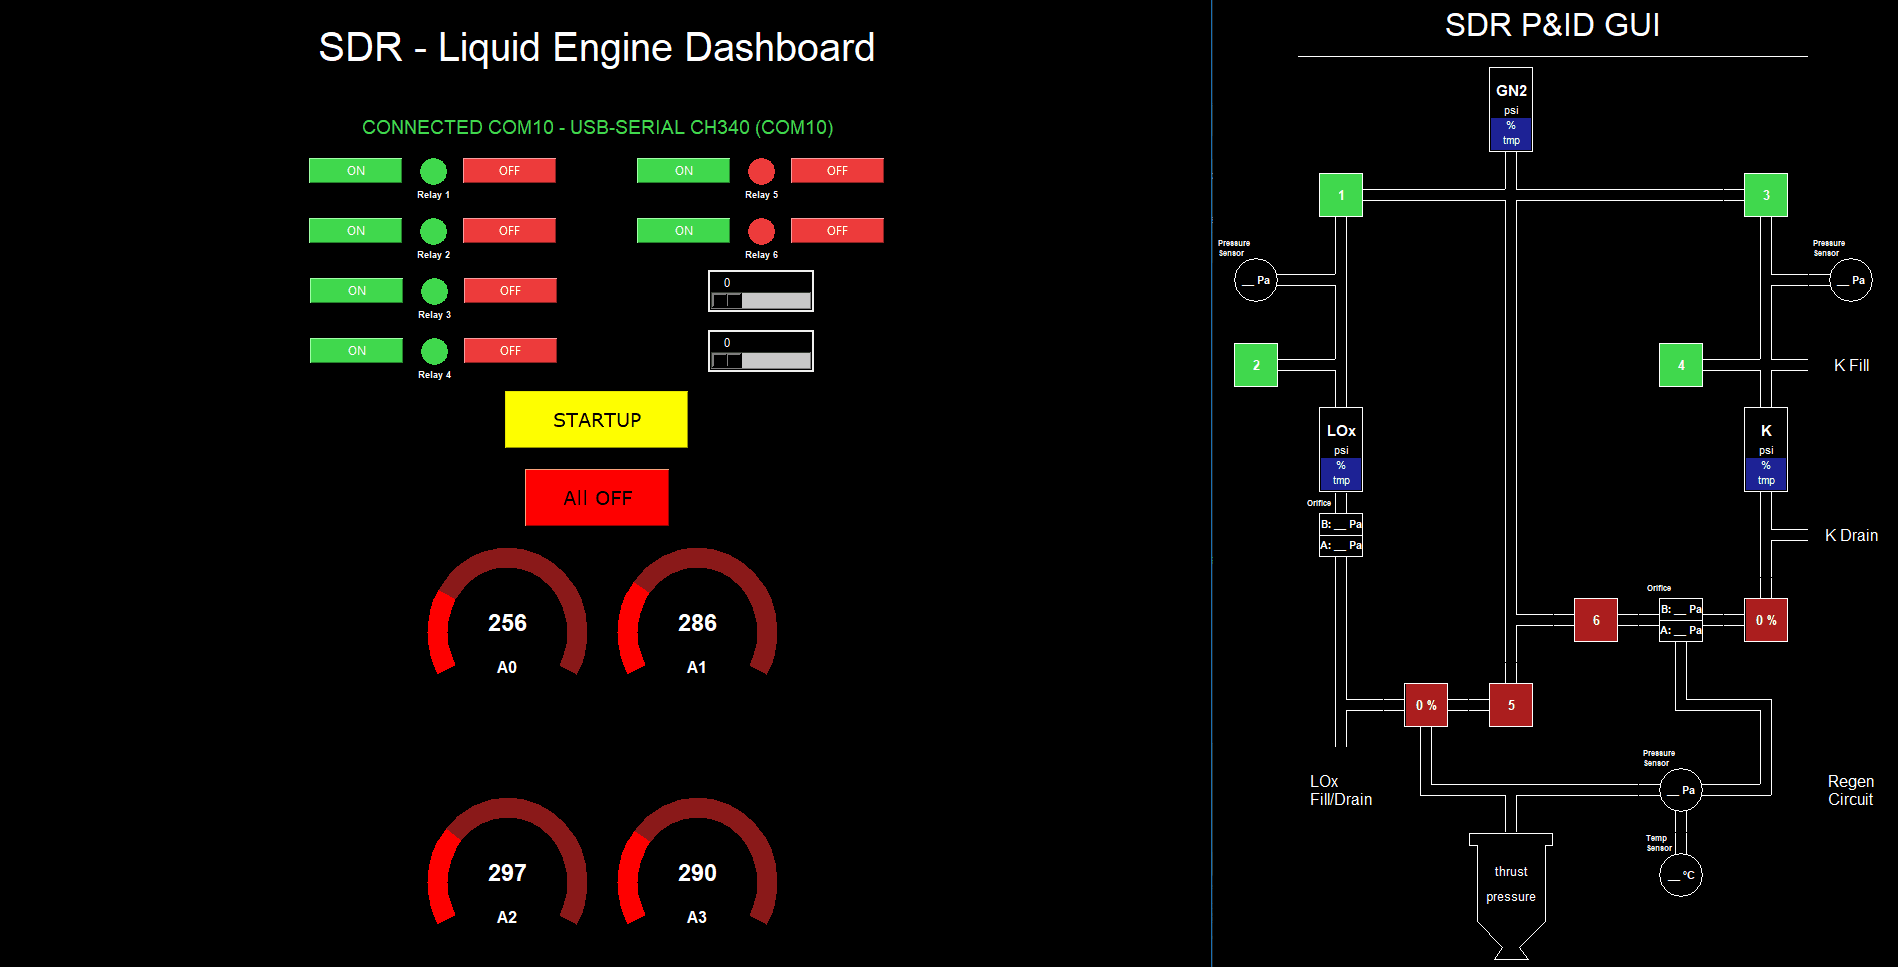 SDR - Liquid Engine Dashboard
CONNECTED COM10 - USB-SERIAL CH340 (COM10)
ON
OFF
Relay 1
ON
OFF
Relay 5
ON
OFF
Relay 2
ON
OFF
Relay 6
ON
OFF
Relay 3
0
ON
OFF
Relay 4
0
STARTUP
All OFF
256
A0
286
A1
297
A2
290
A3
SDR P&ID GUI
GN2
psi
%
tmp
1
3
Pressure
Sensor
__ Pa
Pressure
Sensor
__ Pa
2
4
K Fill
LOx
psi
%
tmp
K
psi
%
tmp
Orifice
B: __ Pa
A: __ Pa
K Drain
Orifice
6
B: __ Pa
A: __ Pa
0 %
0 %
5
Pressure
Sensor
__ Pa
LOx
Fill/Drain
Regen
Circuit
Temp
Sensor
__ °C
thrust
pressure